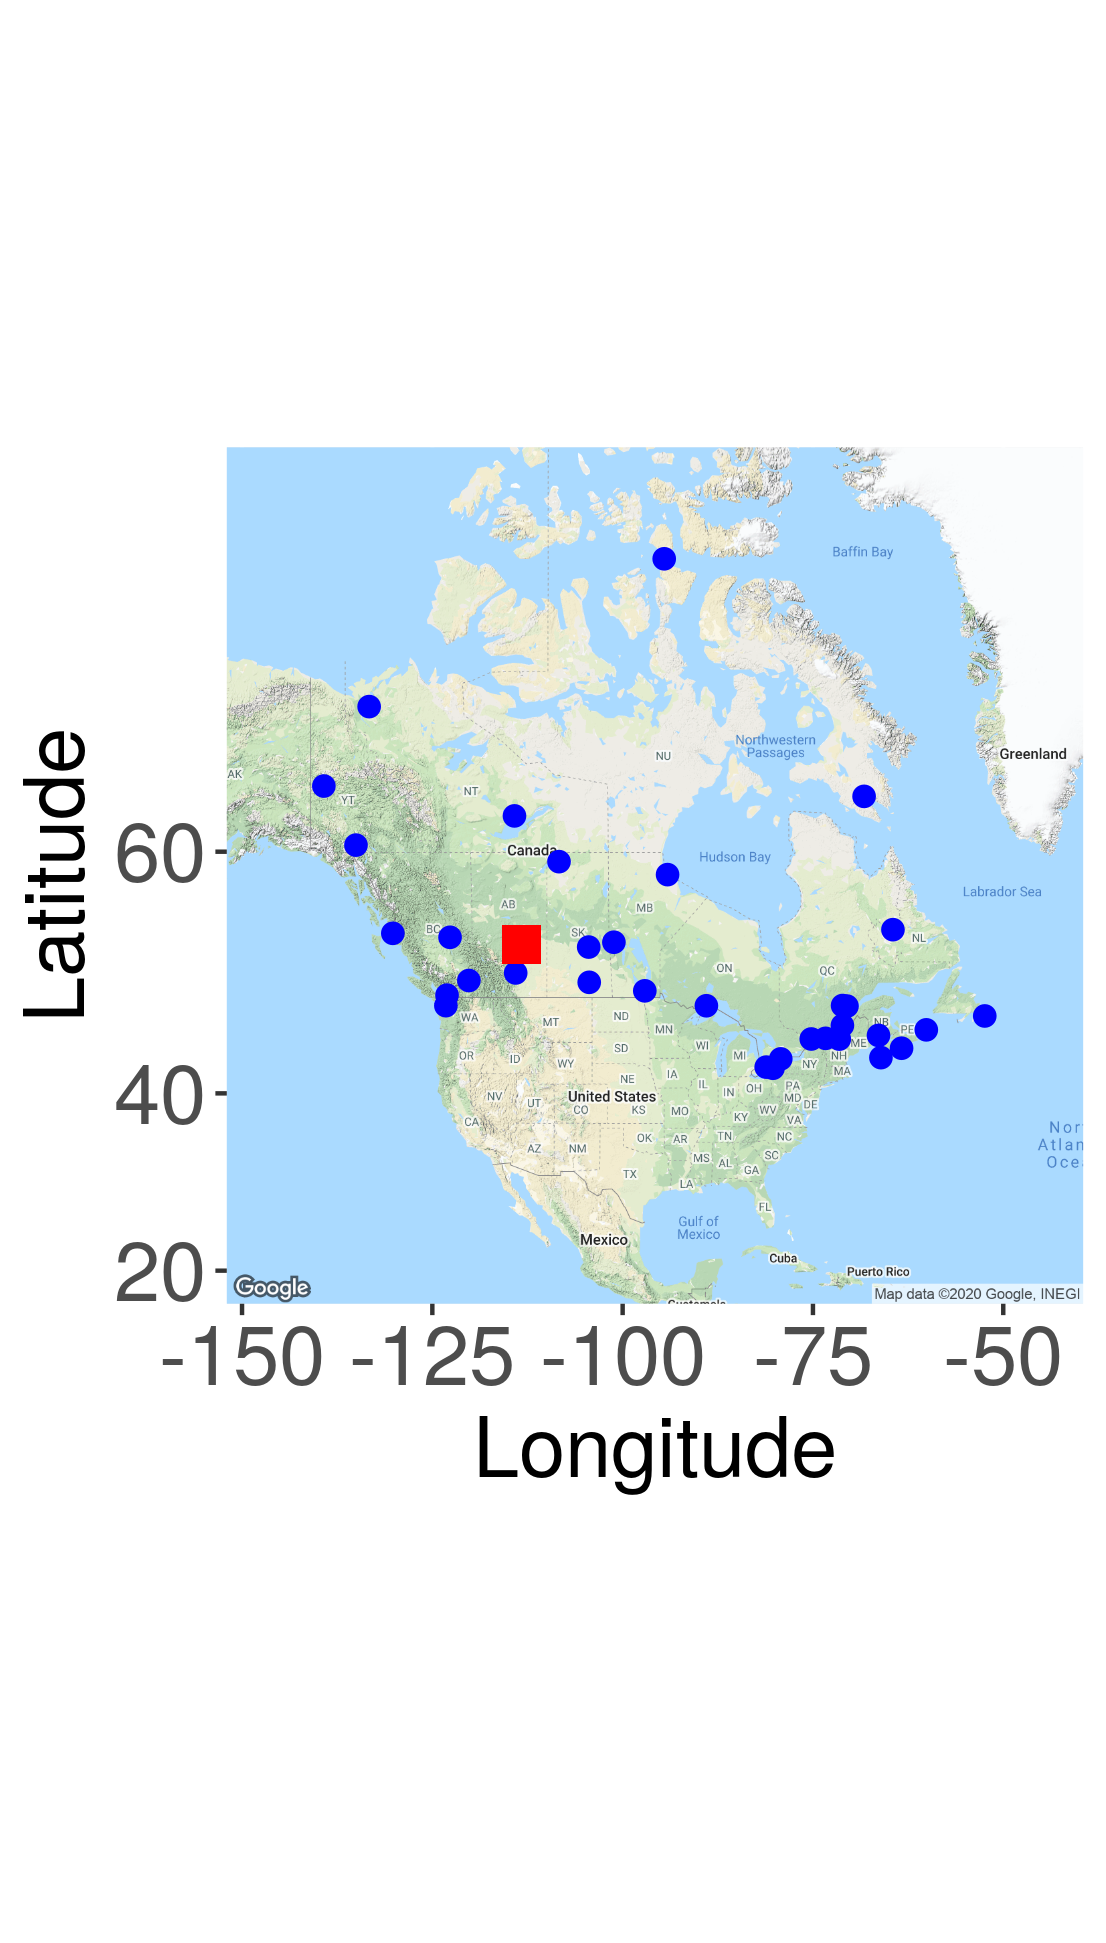 Baffin Bay
Northwestern
Passages
Greenland
NU
AK
YT
NT
Canada
Hudson Bay
Labrador Sea
AB
MB
BC
SK
NL
ON
QC
WA
MT
ND
MN
NB
PE
ME
OR
ID
WY
SD
WI
MI
NY
NH
MA
NV
UT
CO
NE
IA
IL
IN
OH
PA
MD
DE
United States
KS
MO
KY
WV
VA
CA
AZ
NM
OK
AR
TN
NC
TX
MS
AL
GA
SC
LA
FL
Nor
Atlan
Oce
Gulf of
Mexico
Mexico
Cuba
Puerto Rico
Guatemala
Google
Map data ©2020 Google, INEGI
Latitude
60
40
20
-150 -125 -100 -75 -50
Longitude